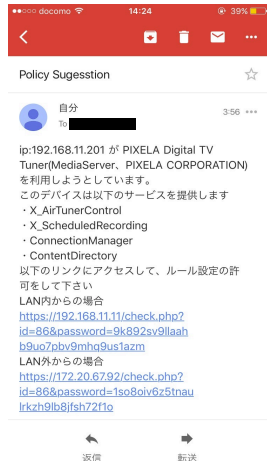 docomo 14:24 39%
Policy Sugesstion
自分 3:56
To
ip:192.168.11.201 が PIXELA Digital TV
Tuner(MediaServer、PIXELA CORPORATION)
を利用しようとしています。
このデバイスは以下のサービスを提供します
・X_AirTunerControl
・X_ScheduledRecording
・ConnectionManager
・ContentDirectory
以下のリンクにアクセスして、ルール設定の許
可をして下さい
LAN内からの場合
https://192.168.11.11/check.php?
id=86&password=9k892sv9llaah
b9uo7pbv9mhq9us1azm
LAN外からの場合
https://172.20.67.92/check.php?
id=86&password=1so8oiv6z5tnau
lrkzh9lb8jfsh72f1o
返信 転送